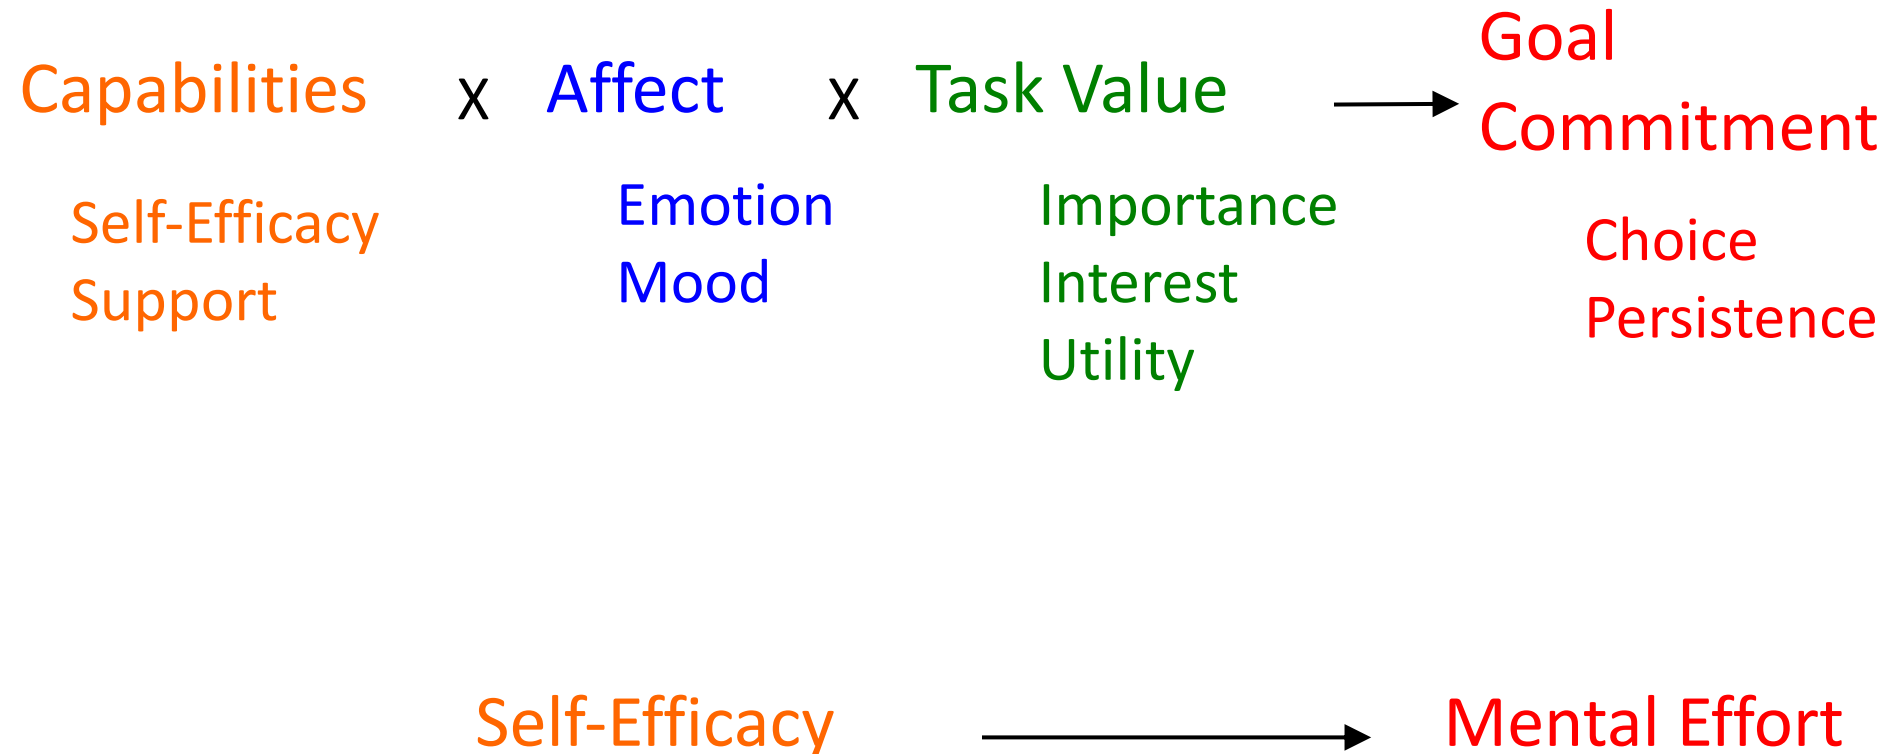 Capabilities x Affect x Task Value Goal Commitment
Self-Efficacy
Support
Emotion
Mood
Importance
Interest
Utility
Choice
Persistence
Self-Efficacy Mental Effort